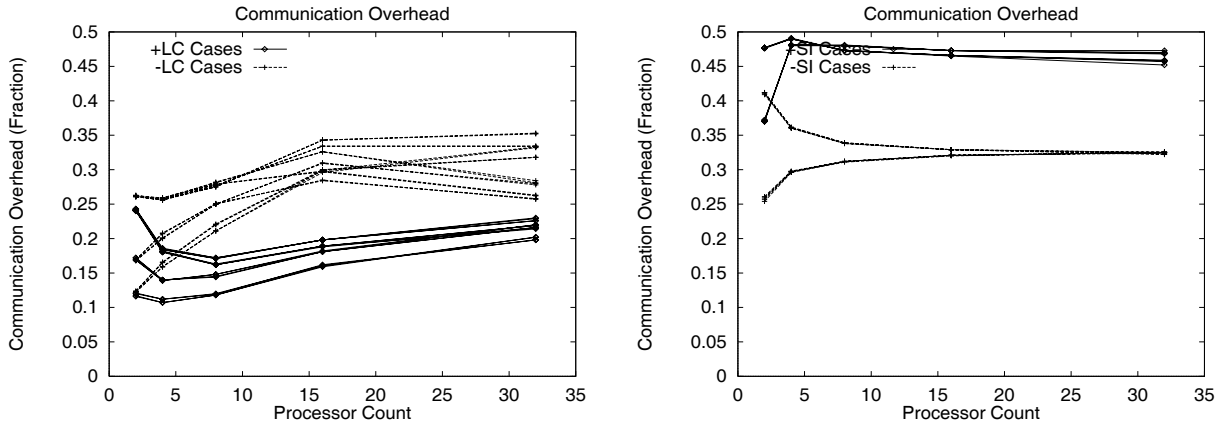 Communication Overhead
Communication Overhead (Fraction)
0.5
0.45
0.4
0.35
0.3
0.25
0.2
0.15
0.1
0.05
0
+LC Cases
-LC Cases
0 5 10 15 20 25 30 35
Processor Count
Communication Overhead
Communication Overhead (Fraction)
0.5
0.45
0.4
0.35
0.3
0.25
0.2
0.15
0.1
0.05
0
+SI Cases
-SI Cases
0 5 10 15 20 25 30 35
Processor Count